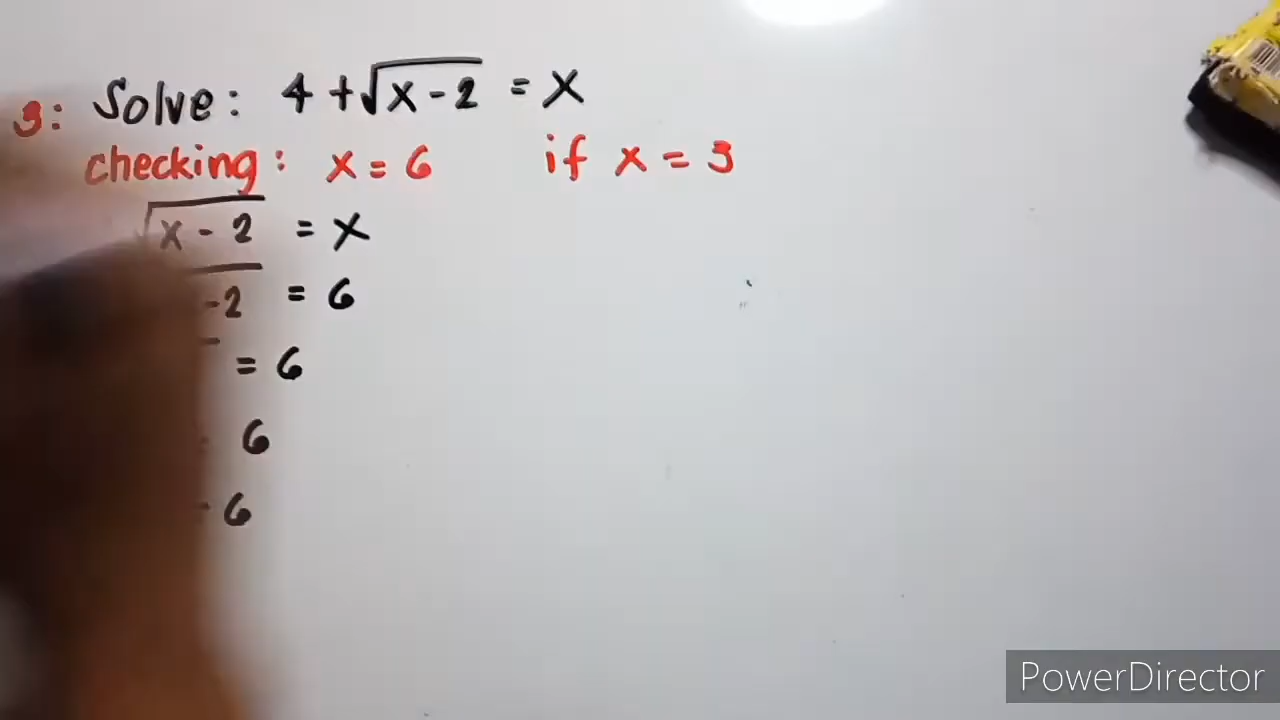 3: Solve: 4 + √x - 2 = x
checking: x = 6 if x = 3
√x - 2 = x
-2 = 6
= 6
6
6
PowerDirector